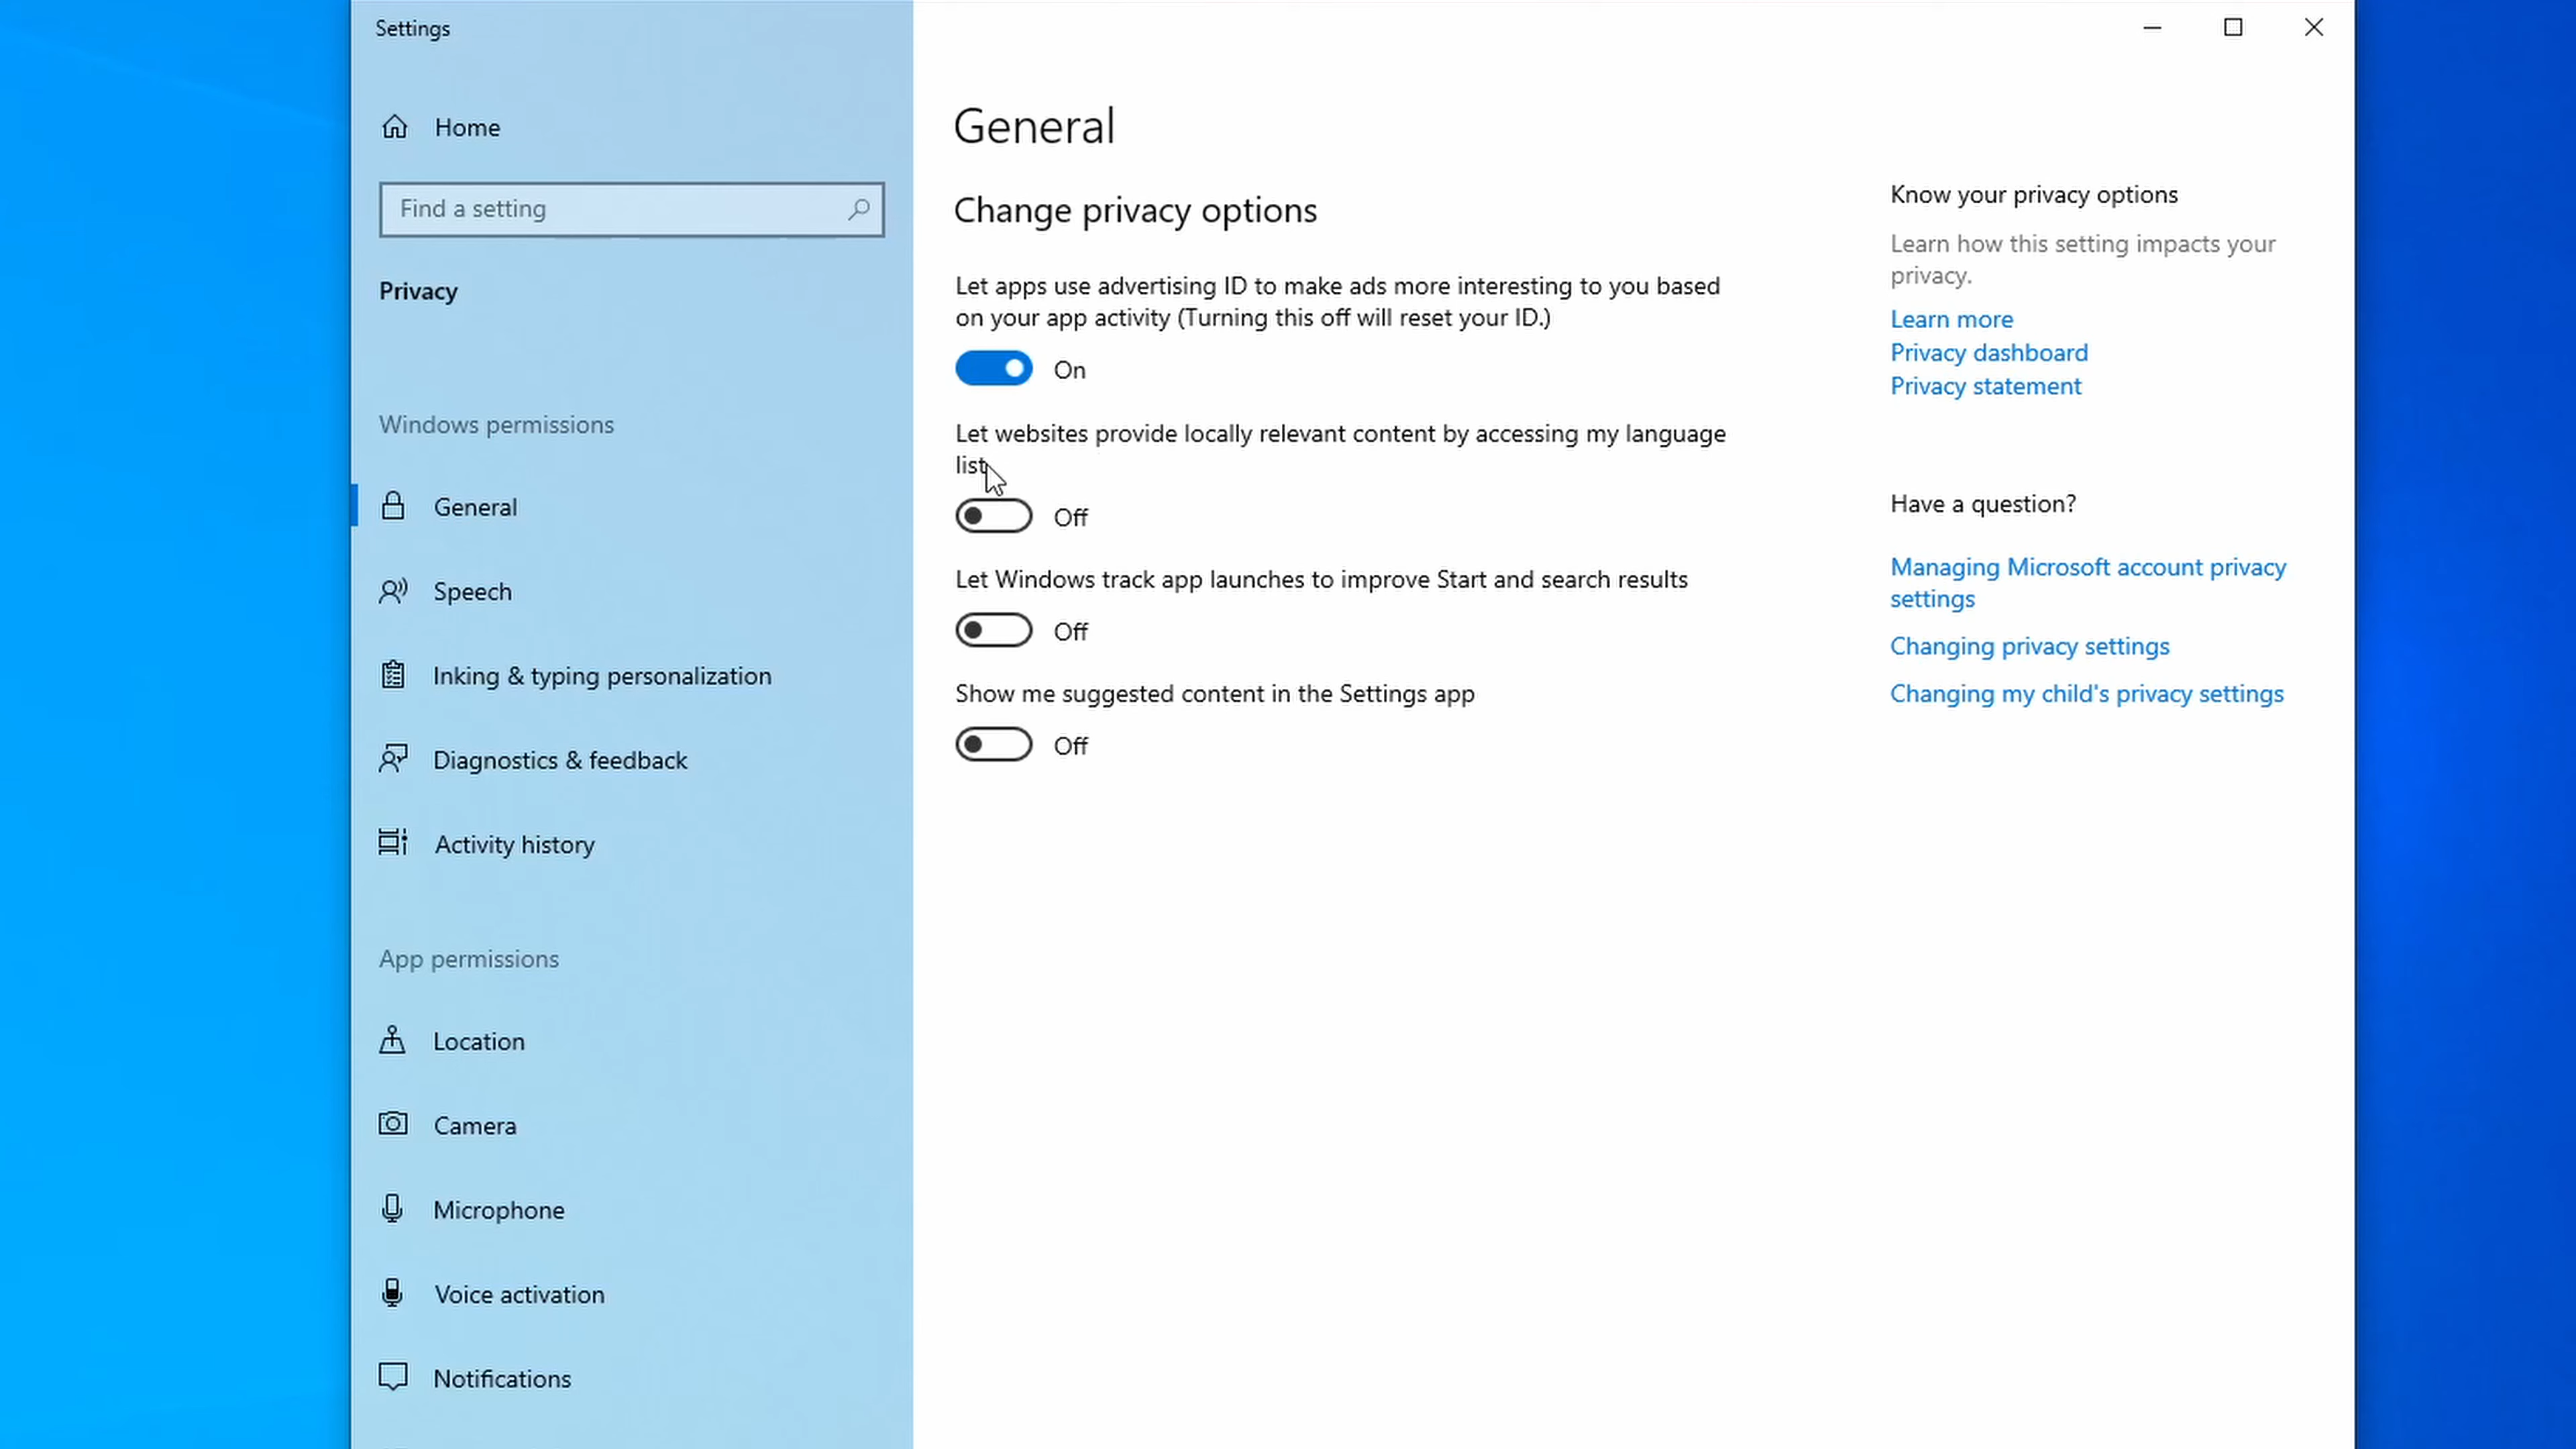 Settings
Home
Find a setting
Privacy
Windows permissions
General
Speech
Inking & typing personalization
Diagnostics & feedback
Activity history
App permissions
Location
Camera
Microphone
Voice activation
Notifications
General
Change privacy options
Let apps use advertising ID to make ads more interesting to you based
on your app activity (Turning this off will reset your ID.)
On
Let websites provide locally relevant content by accessing my language
list
Off
Let Windows track app launches to improve Start and search results
Off
Show me suggested content in the Settings app
Off
Know your privacy options
Learn how this setting impacts your
privacy.
Learn more
Privacy dashboard
Privacy statement
Have a question?
Managing Microsoft account privacy
settings
Changing privacy settings
Changing my child's privacy settings